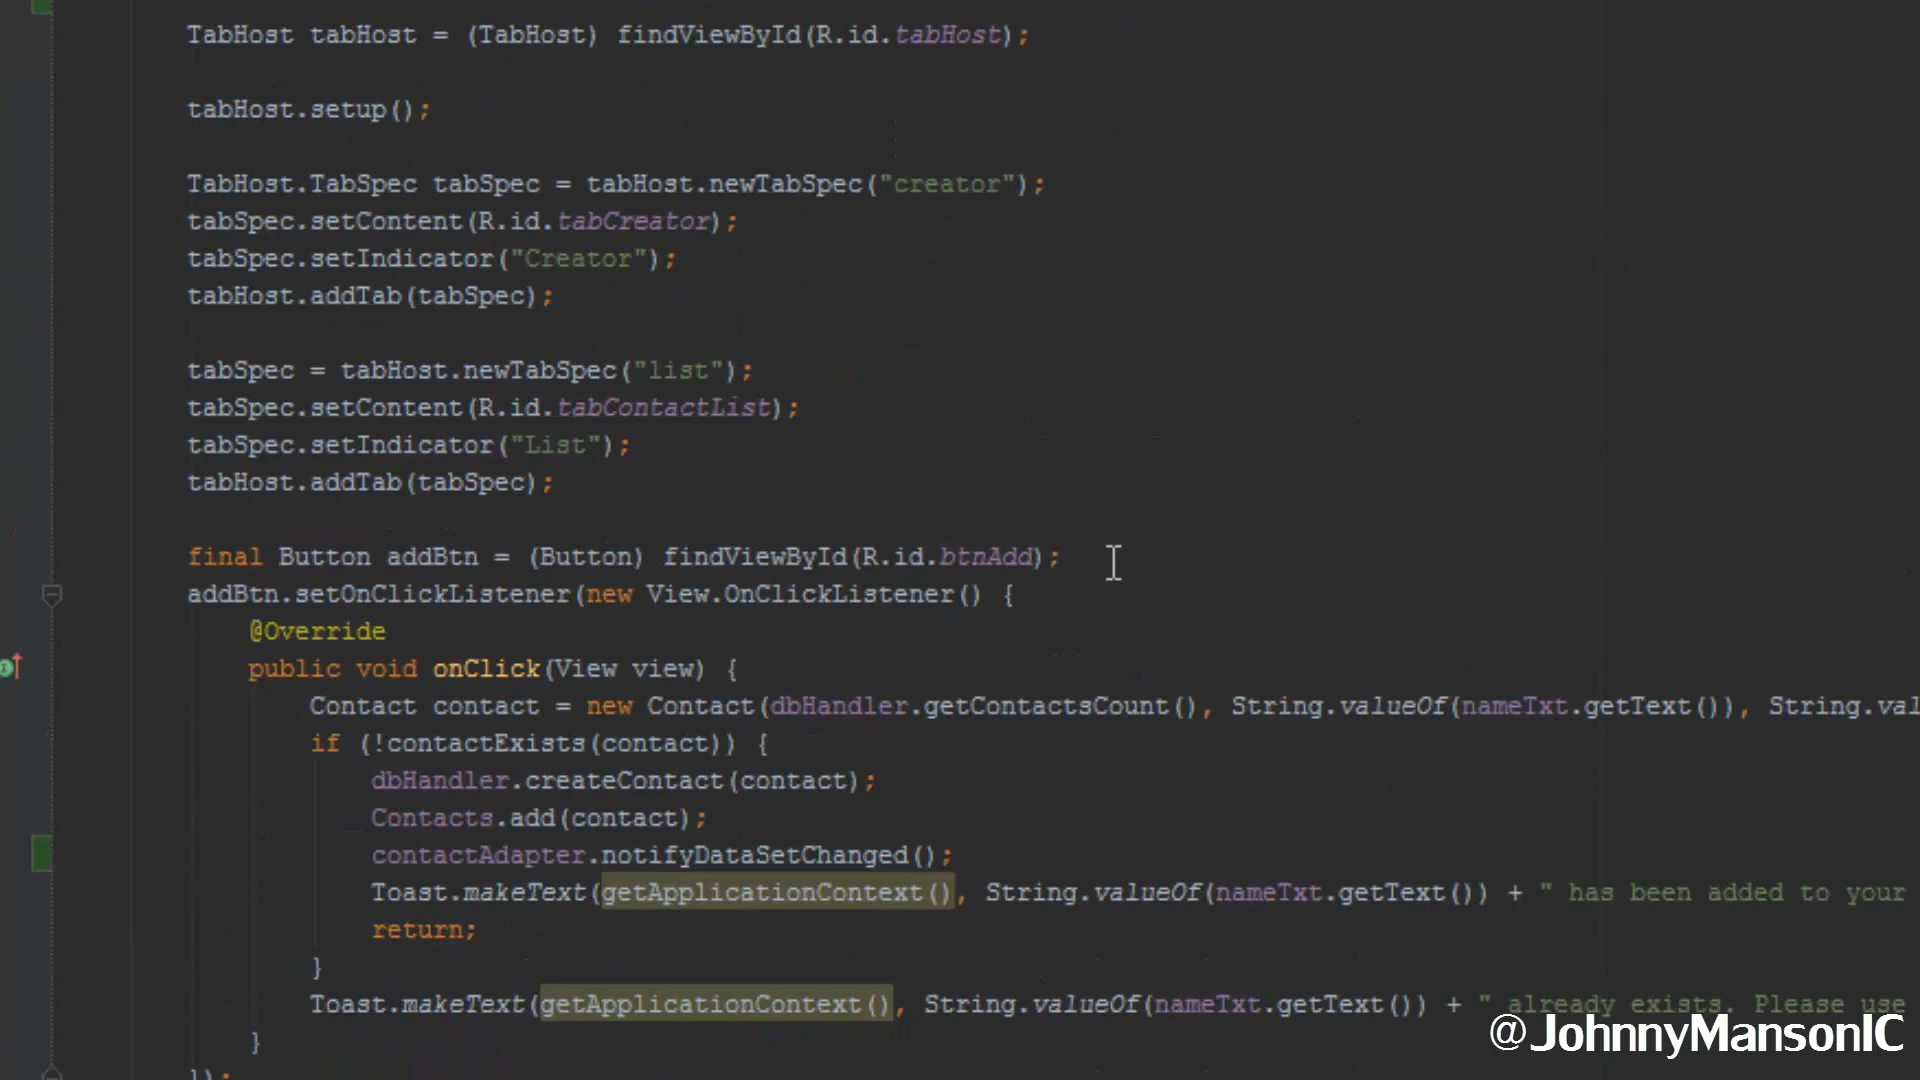 TabHost tabHost = (TabHost) findViewById(R.id.tabHost);
tabHost.setup();
TabHost.TabSpec tabSpec = tabHost.newTabSpec("creator");
tabSpec.setContent(R.id.tabCreator);
tabSpec.setIndicator("Creator");
tabHost.addTab(tabSpec);
tabSpec = tabHost.newTabSpec("list");
tabSpec.setContent(R.id.tabContactList);
tabSpec.setIndicator("List");
tabHost.addTab(tabSpec);
final Button addBtn = (Button) findViewById(R.id.btnAdd);
addBtn.setOnClickListener(new View.OnClickListener() {
@Override
public void onClick(View view) {
Contact contact = new Contact(dbHandler.getContactsCount(), String.valueOf(nameTxt.getText()), String.val
if (!contactExists(contact)) {
dbHandler.createContact(contact);
Contacts.add(contact);
contactAdapter.notifyDataSetChanged();
Toast.makeText(getApplicationContext(), String.valueOf(nameTxt.getText()) + " has been added to your
return;
}
Toast.makeText(getApplicationContext(), String.valueOf(nameTxt.getText()) + " already exists. Please use
}
});
@JohnnyMansonIC